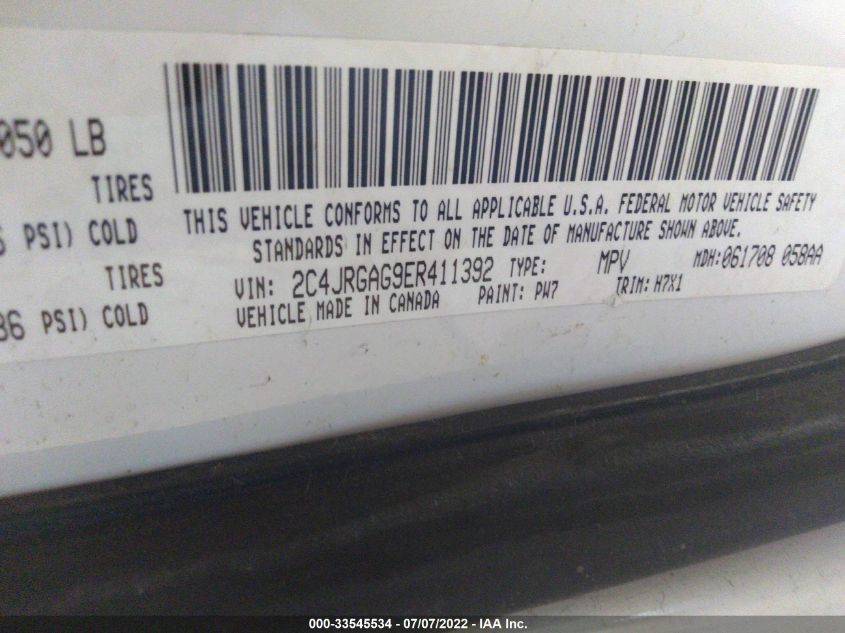 050 LB
TIRES
PSI) COLD
TIRES
36 PSI) COLD
THIS VEHICLE CONFORMS TO ALL APPLICABLE U.S.A. FEDERAL MOTOR VEHICLE SAFETY
STANDARDS IN EFFECT ON THE DATE OF MANUFACTURE SHOWN ABOVE.
VIN: 2C4JRGAG9ER411392 TYPE: MPV MDH:061708 058AA
VEHICLE MADE IN CANADA PAINT: PW7 TRIM: H7X1
000-33545534 - 07/07/2022 - IAA Inc.